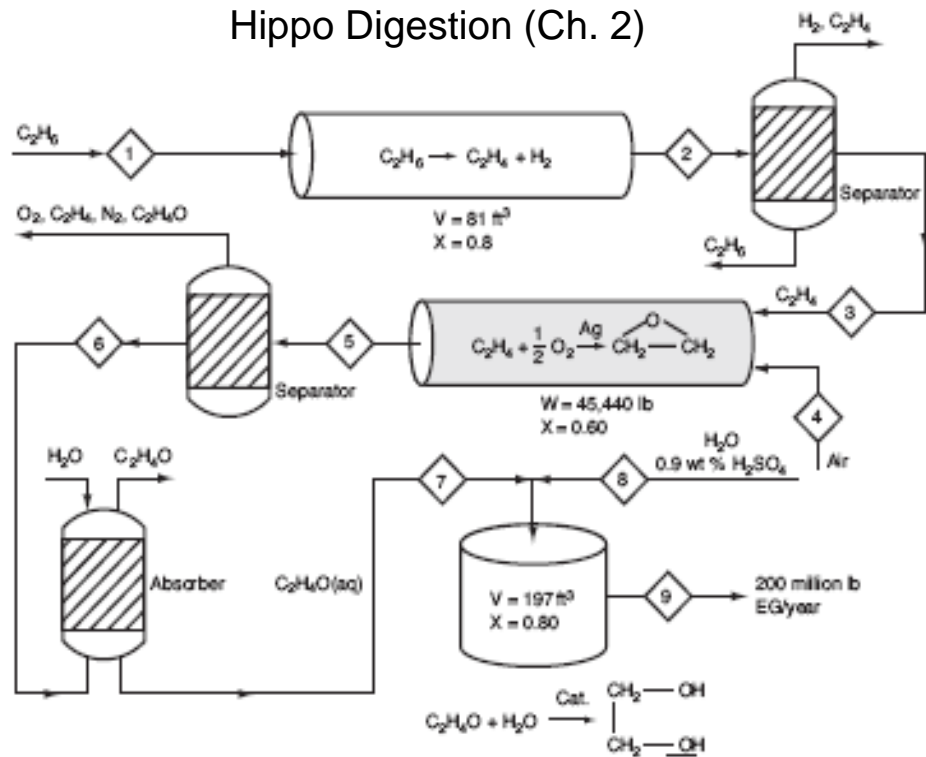 Hippo Digestion (Ch. 2)
H₂, C₂H₄
C₂H₆
1
C₂H₆ → C₂H₄ + H₂
2
Separator
V = 81 ft³
X = 0.8
C₂H₆
O₂, C₂H₄, N₂, C₂H₄O
C₂H₄
3
6
5
C₂H₄ + 1/2 O₂ Ag → O CH₂ — CH₂
Separator
W = 45,440 lb
X = 0.60
4
Air
H₂O
C₂H₄O
H₂O
0.9 wt % H₂SO₄
7
8
Absorber
C₂H₄O(aq)
V = 197 ft³
X = 0.80
9
200 million lb
EG/year
C₂H₄O + H₂O Cat. →
CH₂ — OH
CH₂ — OH